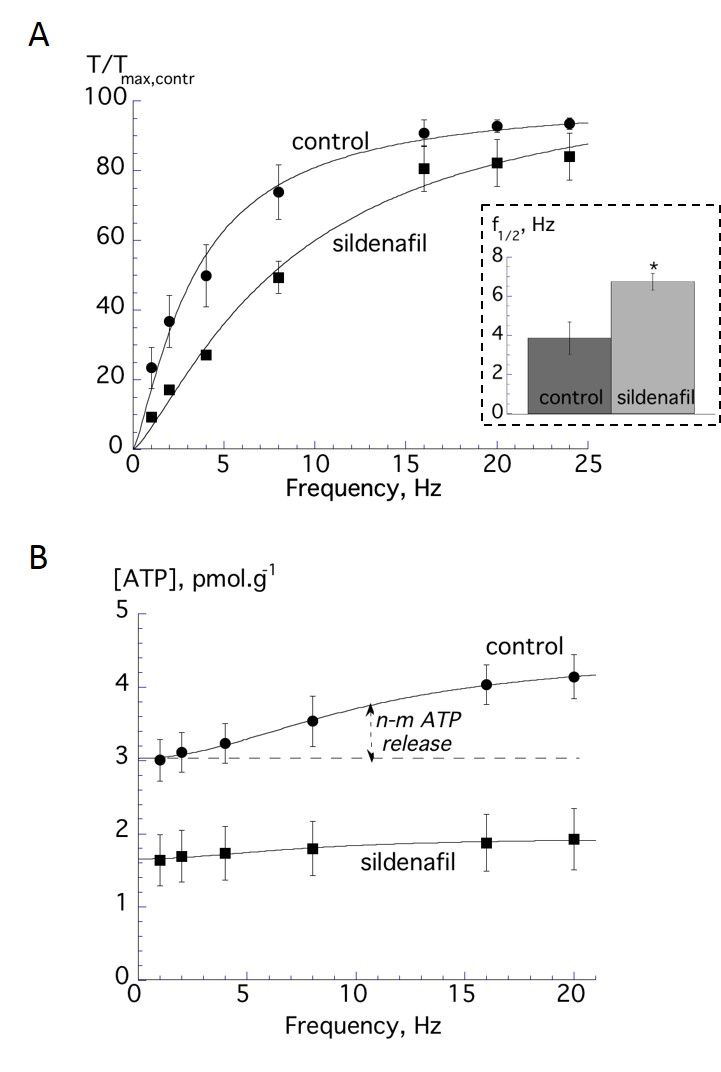 A
T/Tmax,contr
100
80
60
40
20
0
control
sildenafil
0 5 10 15 20 25
Frequency, Hz
f1/2, Hz
8
6
4
2
0
*
control sildenafil
B
[ATP], pmol.g-1
5
4
3
2
1
0
control
n-m ATP
release
sildenafil
0 5 10 15 20
Frequency, Hz